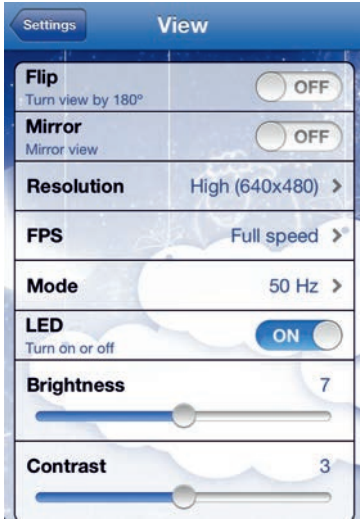 Settings
View
Flip
OFF
Turn view by 180°
Mirror
OFF
Mirror view
Resolution High (640x480) >
FPS Full speed >
Mode 50 Hz >
LED
ON
Turn on or off
Brightness 7
Contrast 3